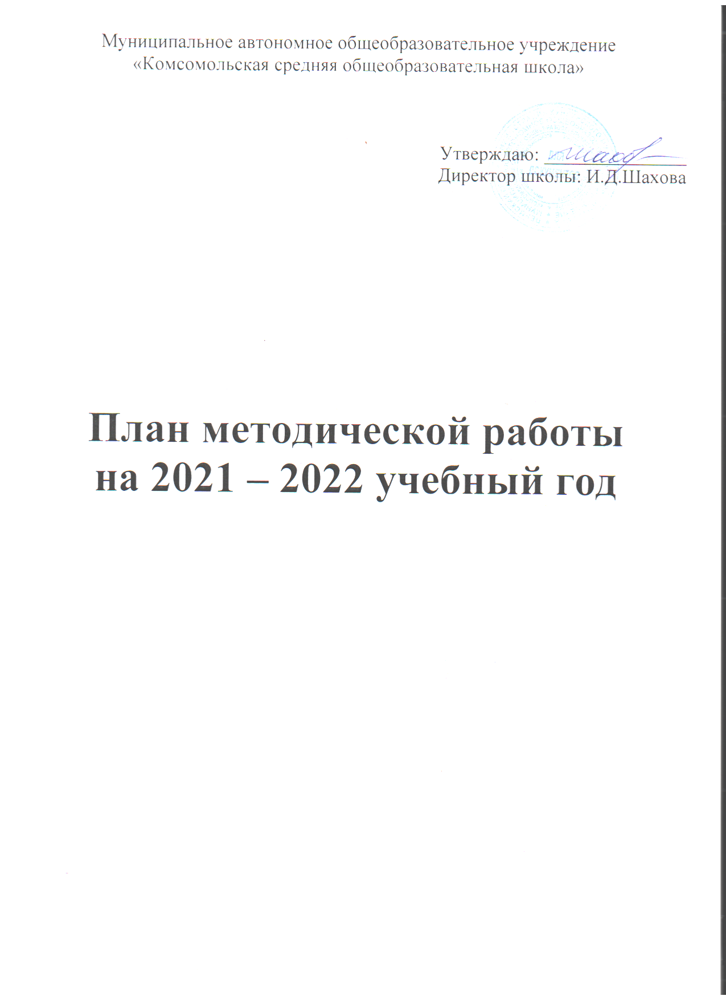 Муниципальное автономное общеобразовательное учреждение
«Комсомольская средняя общеобразовательная школа»
Утверждаю:
Директор школы: И.Д.Шахова
План методической работы
на 2021 – 2022 учебный год